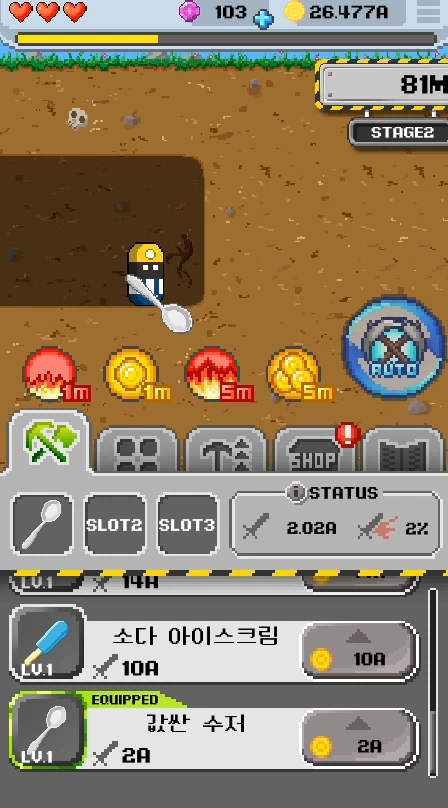 103
26.477A
81M
STAGE2
1m
1m
5m
5m
AUTO
SHOP
SLOT2
SLOT3
STATUS
2.02A
2%
LV.1
14A
소다 아이스크림
LV.1
10A
10A
EQUIPPED
값싼 수저
LV.1
2A
2A